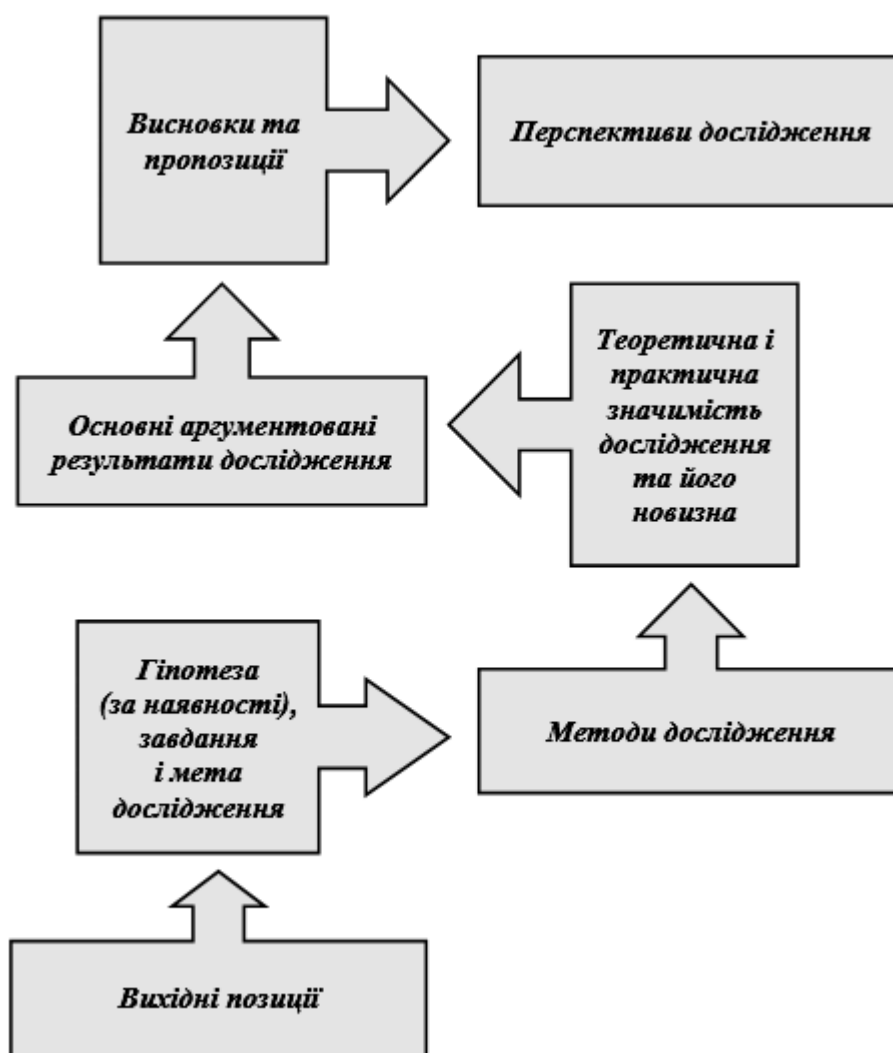 Висновки та
пропозиції
Перспективи дослідження
Теоретична і
практична
значимість
дослідження
та його
новизна
Основні аргументовані
результати дослідження
Гіпотеза
(за наявності),
завдання
і мета
дослідження
Методи дослідження
Вихідні позиції